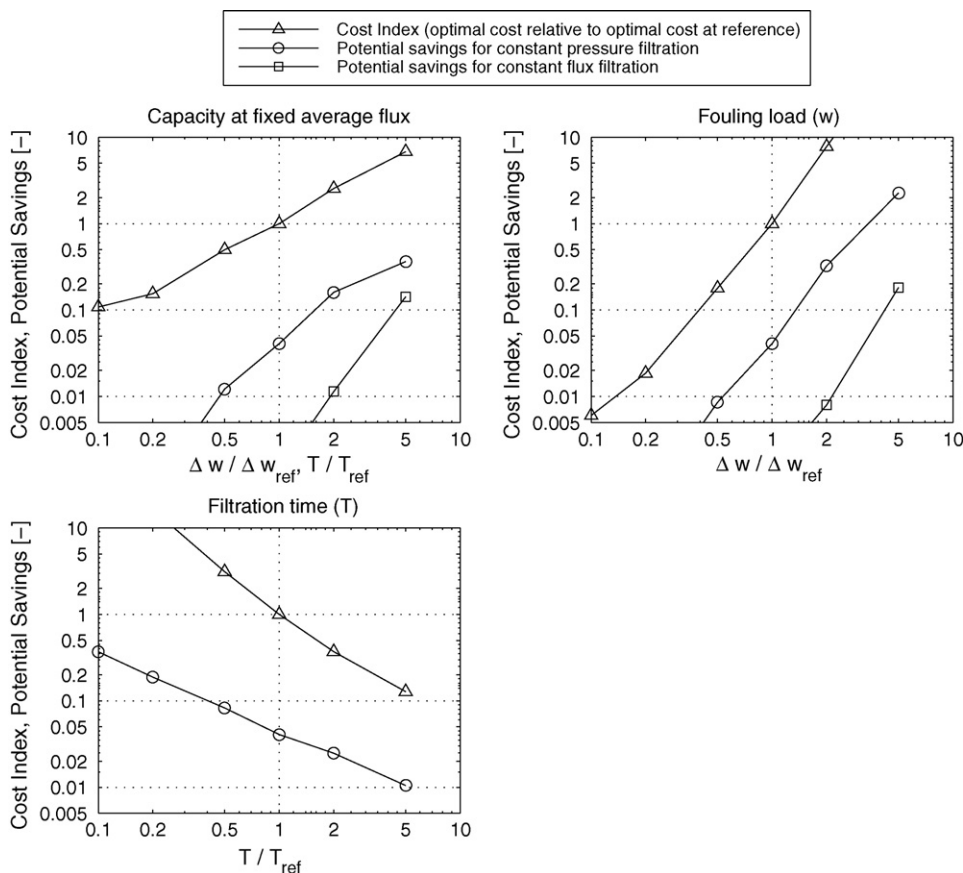 Cost Index (optimal cost relative to optimal cost at reference)
Potential savings for constant pressure filtration
Potential savings for constant flux filtration
Capacity at fixed average flux
Cost Index, Potential Savings [−]
10
5
2
1
0.5
0.2
0.1
0.05
0.02
0.01
0.005
0.1 0.2 0.5 1 2 5 10
Δ w / Δ w_ref, T / T_ref
Fouling load (w)
Cost Index, Potential Savings [−]
10
5
2
1
0.5
0.2
0.1
0.05
0.02
0.01
0.005
0.1 0.2 0.5 1 2 5 10
Δ w / Δ w_ref
Filtration time (T)
Cost Index, Potential Savings [−]
10
5
2
1
0.5
0.2
0.1
0.05
0.02
0.01
0.005
0.1 0.2 0.5 1 2 5 10
T / T_ref